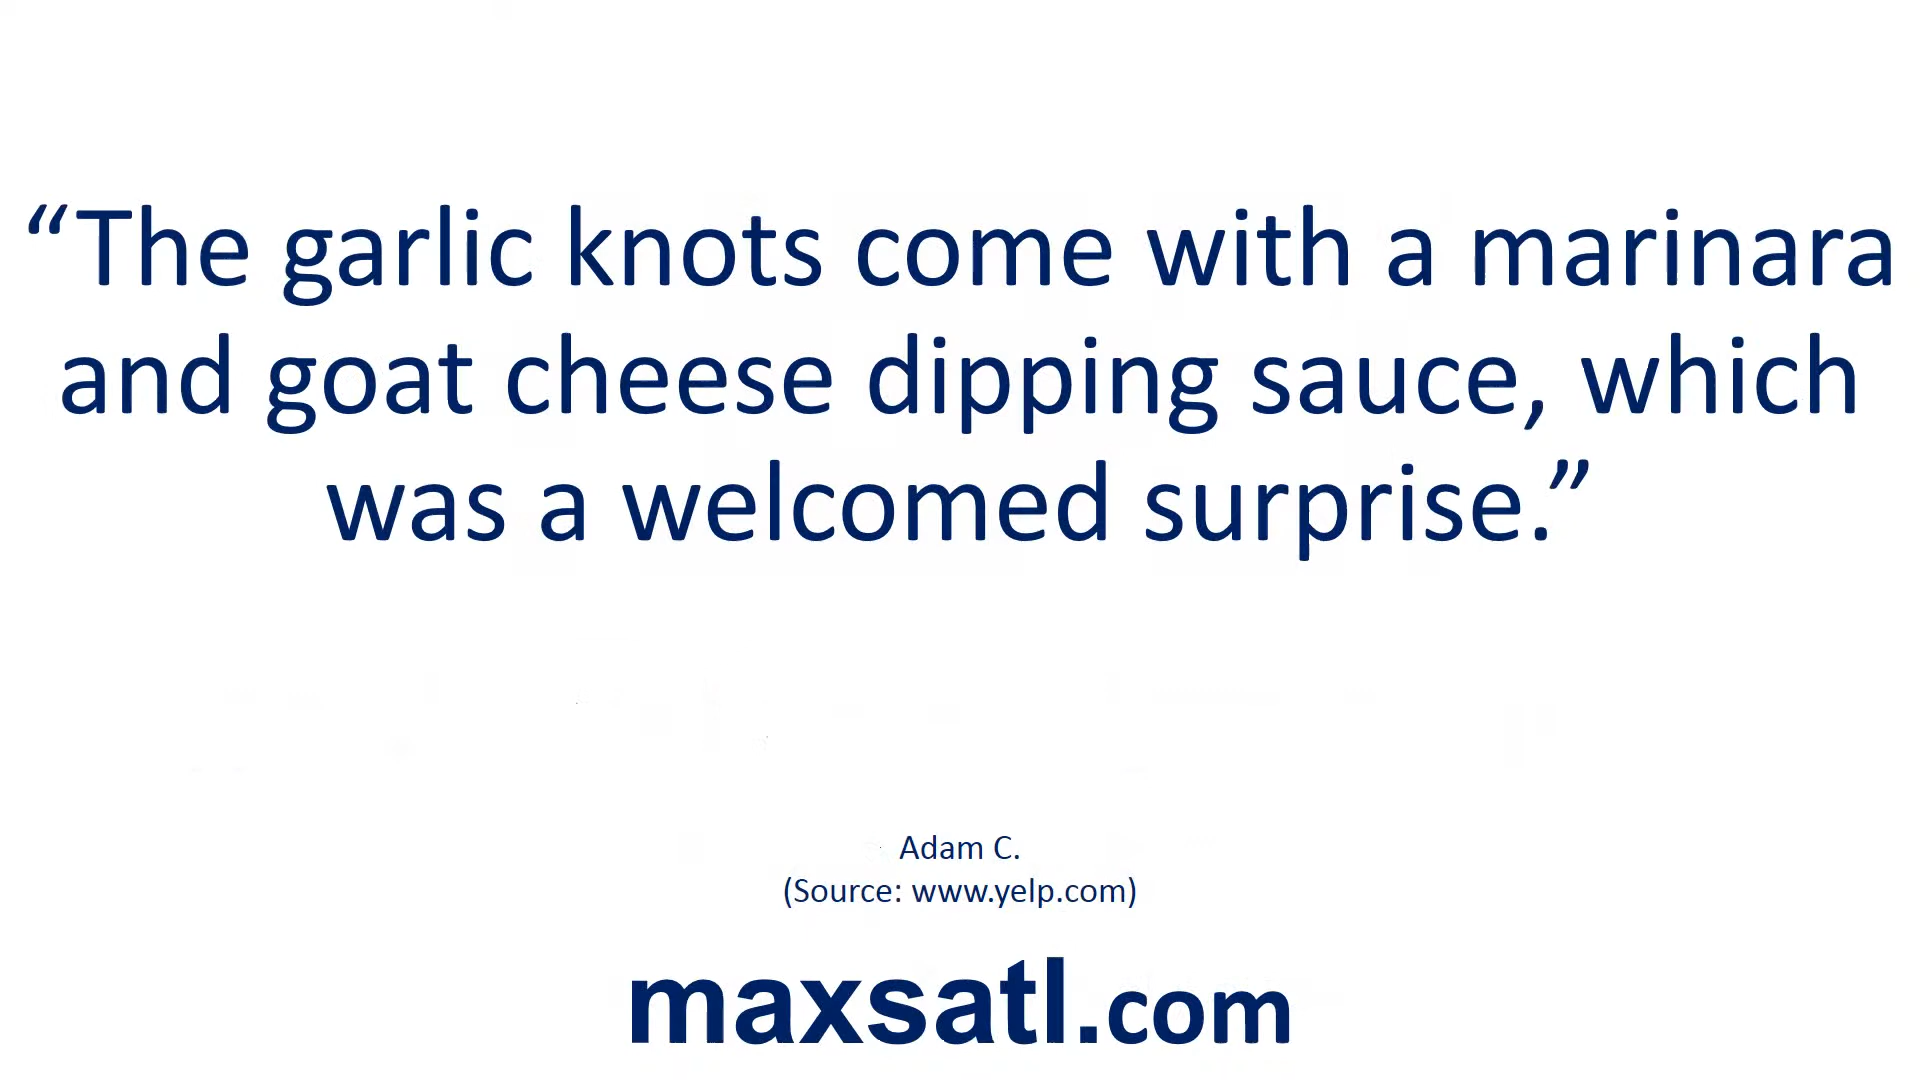 “The garlic knots come with a marinara
and goat cheese dipping sauce, which
was a welcomed surprise.”
Adam C.
(Source: www.yelp.com)
maxsatl.com